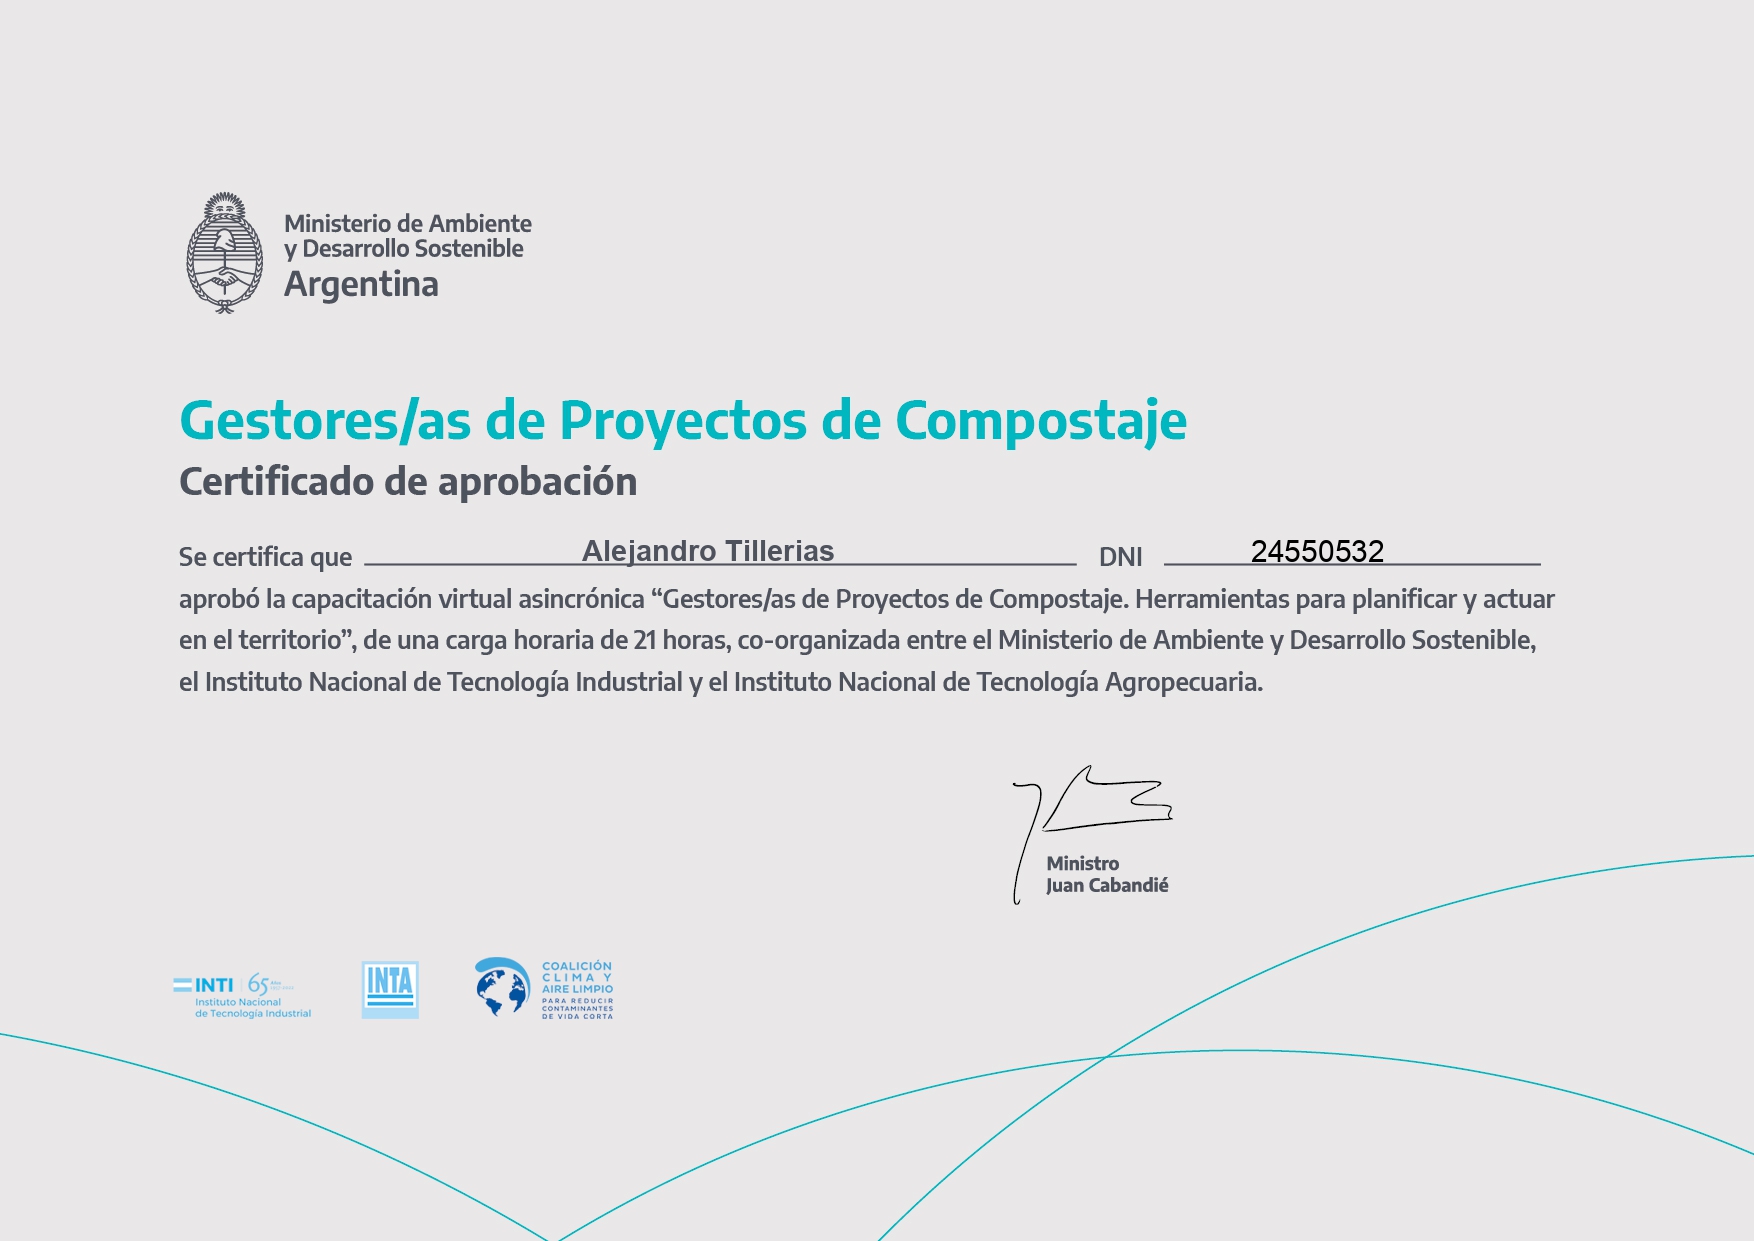 Ministerio de Ambiente
y Desarrollo Sostenible
Argentina
Gestores/as de Proyectos de Compostaje
Certificado de aprobación
Se certifica que Alejandro Tillerias DNI 24550532
aprobó la capacitación virtual asincrónica “Gestores/as de Proyectos de Compostaje. Herramientas para planificar y actuar
en el territorio”, de una carga horaria de 21 horas, co-organizada entre el Ministerio de Ambiente y Desarrollo Sostenible,
el Instituto Nacional de Tecnología Industrial y el Instituto Nacional de Tecnología Agropecuaria.
Ministro
Juan Cabandié
INTI 65
Instituto Nacional
de Tecnología Industrial
INTA
COALICIÓN
CLIMA Y
AIRE LIMPIO
PARA REDUCIR
CONTAMINANTES
DE VIDA CORTA